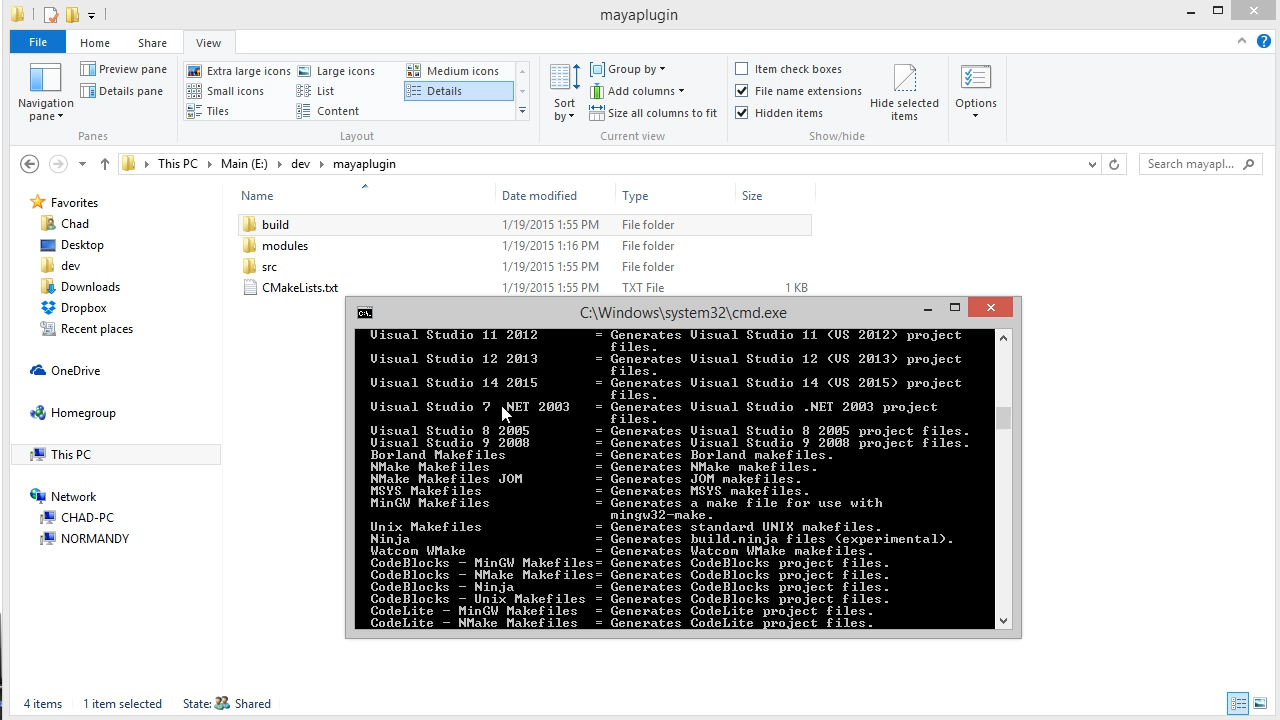 mayaplugin
File
Home
Share
View
Navigation pane
Preview pane
Details pane
Panes
Extra large icons
Large icons
Medium icons
Small icons
List
Details
Tiles
Content
Layout
Sort by
Group by
Add columns
Size all columns to fit
Current view
Item check boxes
File name extensions
Hidden items
Hide selected items
Show/hide
Options
This PC
Main (E:)
dev
mayaplugin
Search mayapl...
Favorites
Chad
Desktop
dev
Downloads
Dropbox
Recent places
OneDrive
Homegroup
This PC
Network
CHAD-PC
NORMANDY
Name
Date modified
Type
Size
build 1/19/2015 1:55 PM File folder
modules 1/19/2015 1:16 PM File folder
src 1/19/2015 1:55 PM File folder
CMakeLists.txt 1/19/2015 1:55 PM TXT File 1 KB
C:\Windows\system32\cmd.exe
Visual Studio 11 2012 = Generates Visual Studio 11 (VS 2012) project
files.
Visual Studio 12 2013 = Generates Visual Studio 12 (VS 2013) project
files.
Visual Studio 14 2015 = Generates Visual Studio 14 (VS 2015) project
files.
Visual Studio 7 .NET 2003 = Generates Visual Studio .NET 2003 project
files.
Visual Studio 8 2005 = Generates Visual Studio 8 2005 project files.
Visual Studio 9 2008 = Generates Visual Studio 9 2008 project files.
Borland Makefiles = Generates Borland makefiles.
NMake Makefiles = Generates NMake makefiles.
NMake Makefiles JOM = Generates JOM makefiles.
MSYS Makefiles = Generates MSYS makefiles.
MinGW Makefiles = Generates a make file for use with
mingw32-make.
Unix Makefiles = Generates standard UNIX makefiles.
Ninja = Generates build.ninja files (experimental).
Watcom WMake = Generates Watcom WMake makefiles.
CodeBlocks - MinGW Makefiles= Generates CodeBlocks project files.
CodeBlocks - NMake Makefiles= Generates CodeBlocks project files.
CodeBlocks - Ninja = Generates CodeBlocks project files.
CodeBlocks - Unix Makefiles = Generates CodeBlocks project files.
CodeLite - MinGW Makefiles = Generates CodeLite project files.
CodeLite - NMake Makefiles = Generates CodeLite project files.
4 items
1 item selected
State: Shared